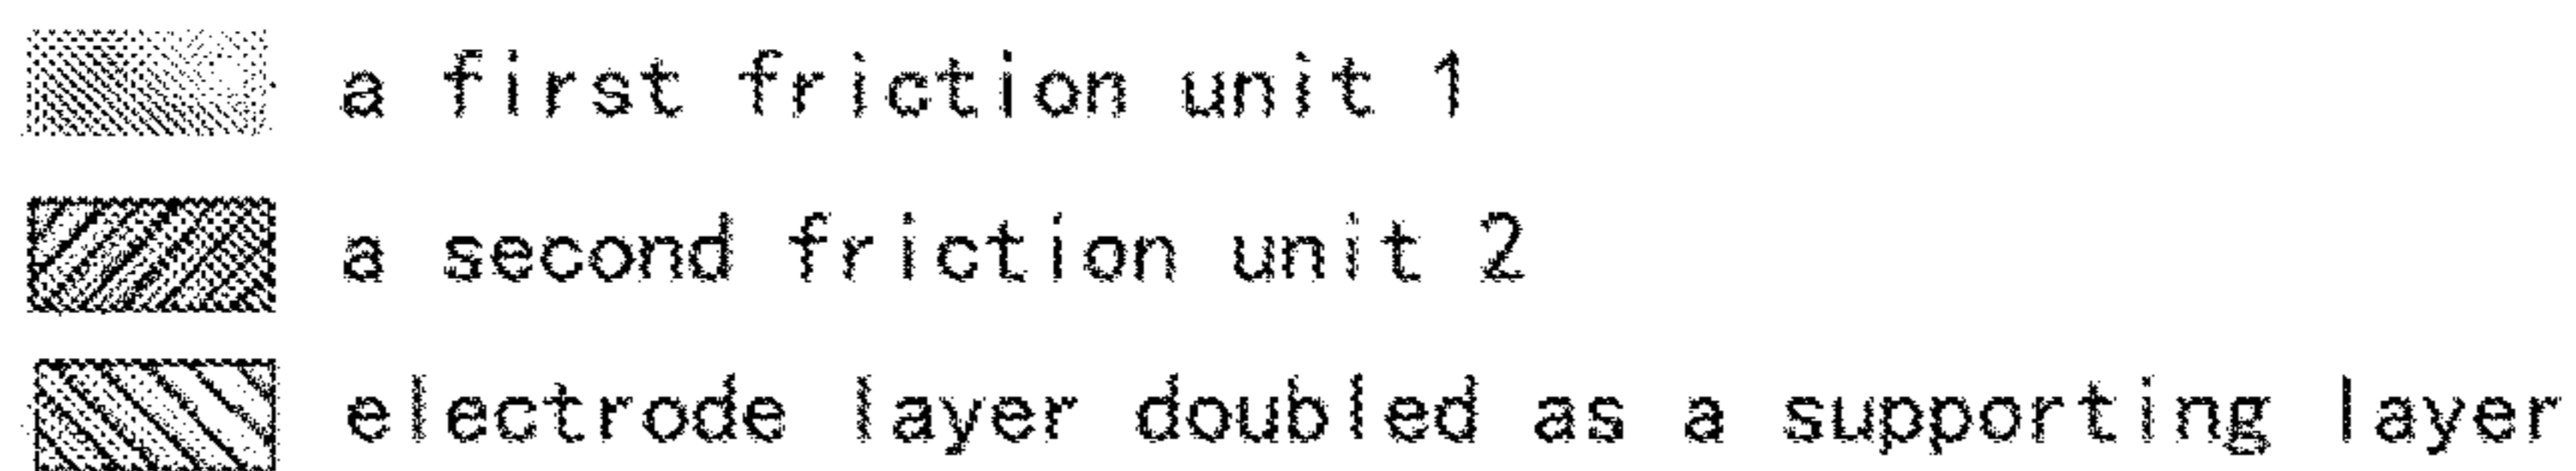 a first friction unit 1
a second friction unit 2
electrode layer doubled as a supporting layer